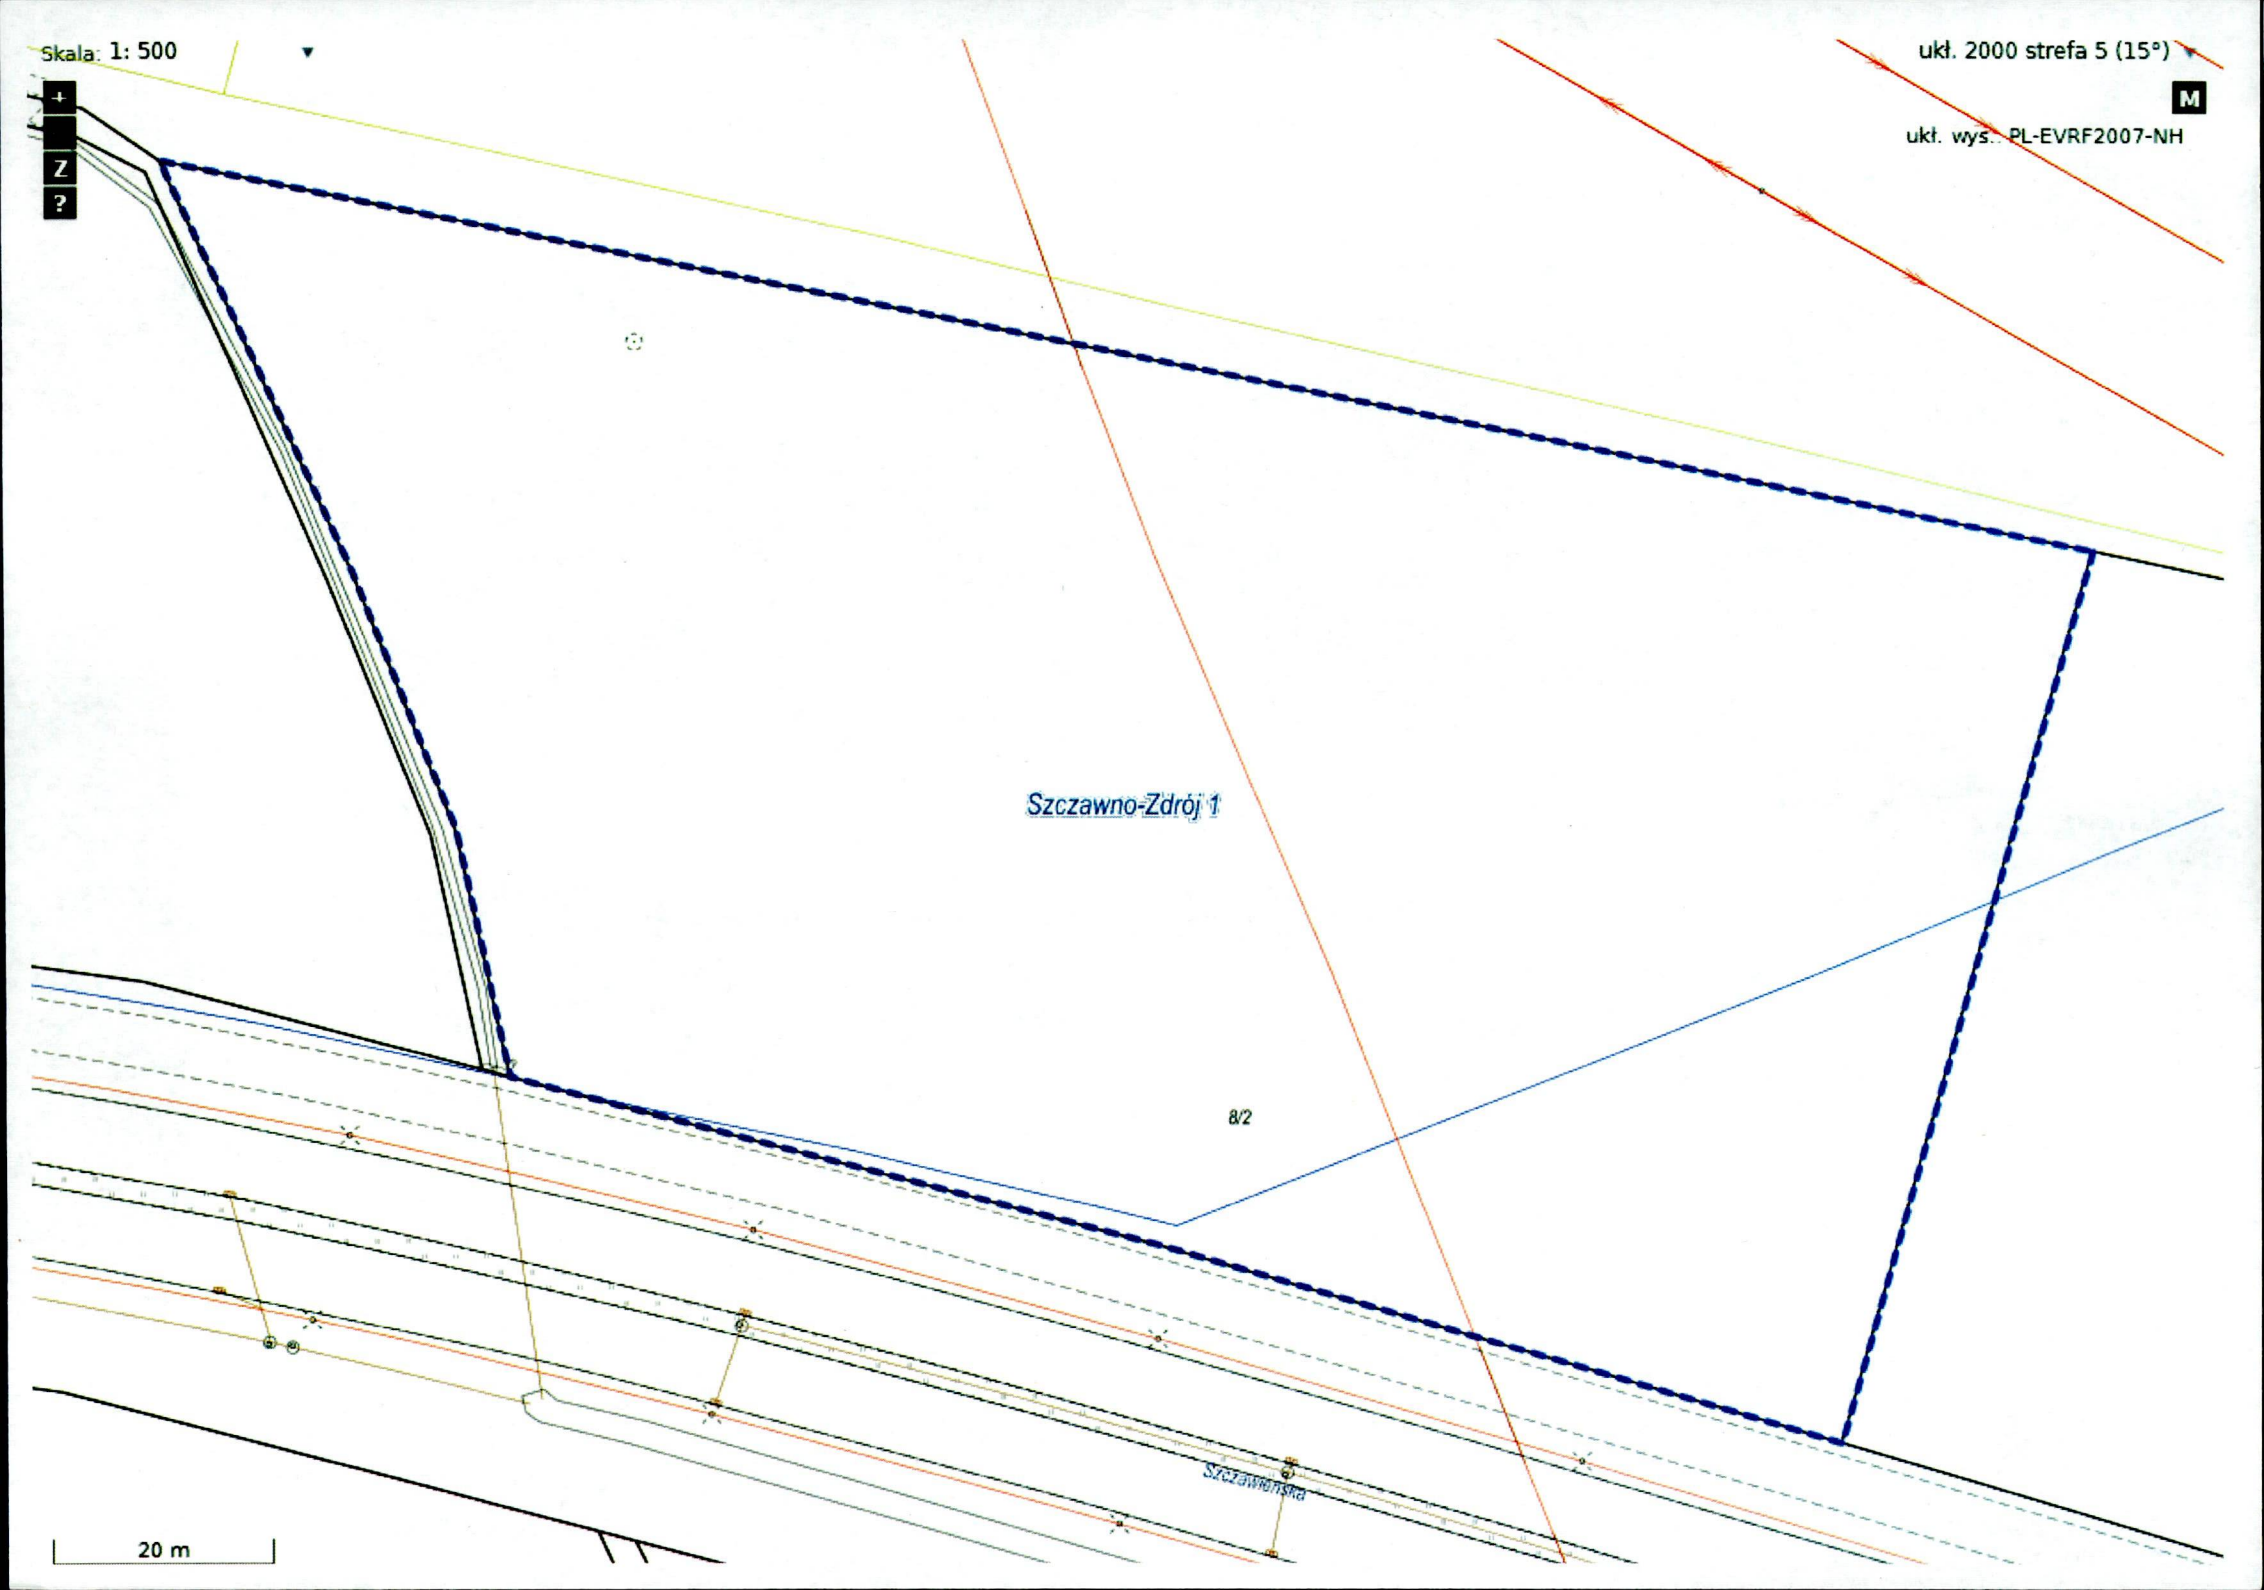 Skala: 1: 500
ukł. 2000 strefa 5 (15°)
+
M
ukł. wys.: PL-EVRF2007-NH
Z
?
Szczawno-Zdrój 1
8/2
Szczawieńska
20 m